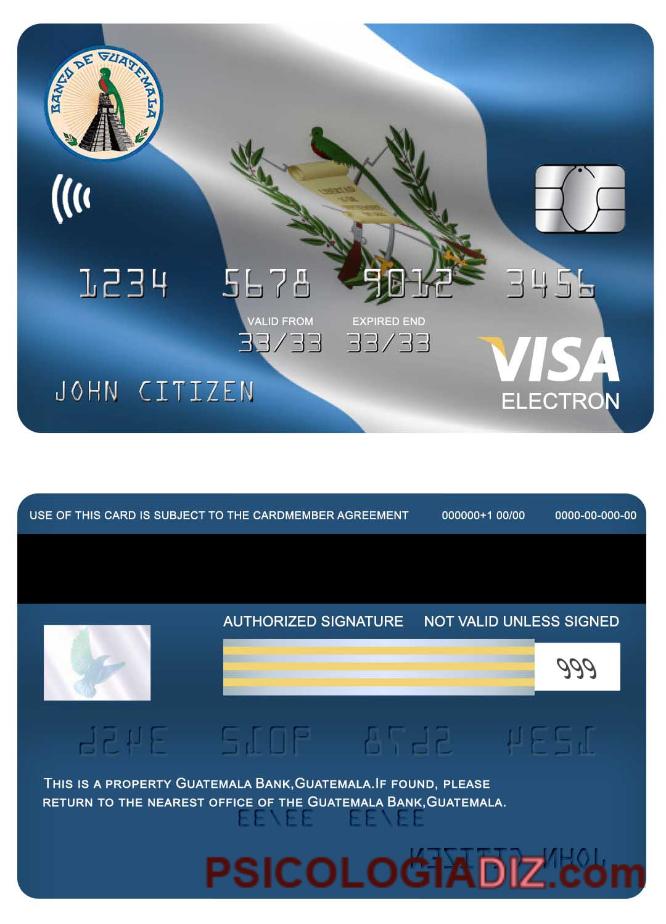 BANCO DE GUATEMALA
LIBERTAD
1234 5678 9012 3456
VALID FROM EXPIRED END
33/33 33/33
VISA
JOHN CITIZEN
ELECTRON
USE OF THIS CARD IS SUBJECT TO THE CARDMEMBER AGREEMENT 000000+1 00/00 0000-00-000-00
AUTHORIZED SIGNATURE NOT VALID UNLESS SIGNED
999
THIS IS A PROPERTY GUATEMALA BANK,GUATEMALA.IF FOUND, PLEASE
RETURN TO THE NEAREST OFFICE OF THE GUATEMALA BANK,GUATEMALA.
PSICOLOGIADIZ.com